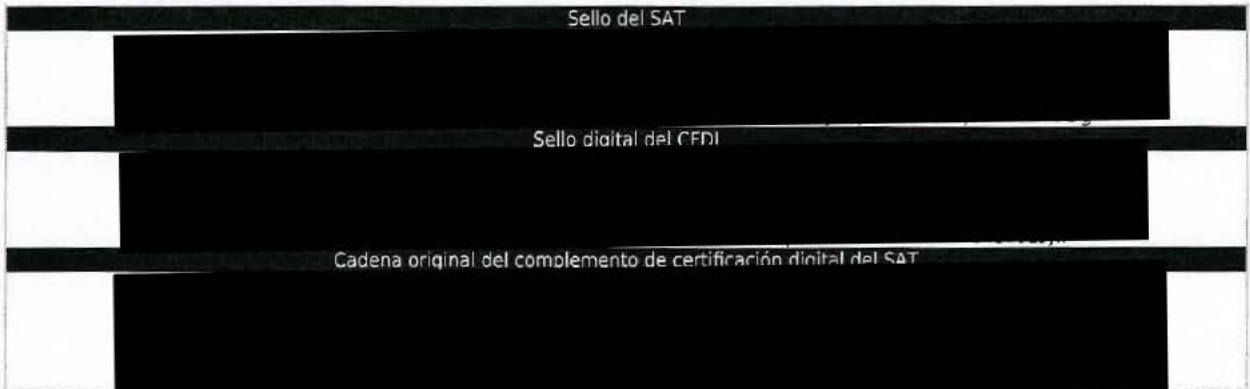 Sello del SAT
Sello digital del CFDI
Cadena original del complemento de certificación digital del SAT